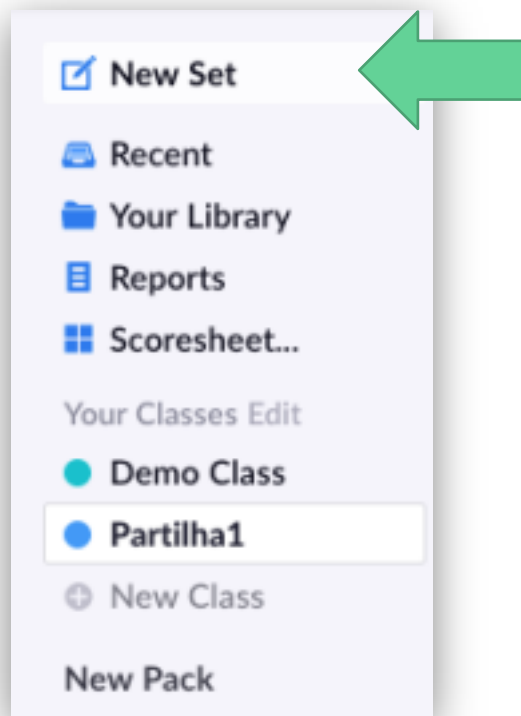 New Set
Recent
Your Library
Reports
Scoresheet...
Your Classes Edit
Demo Class
Partilha1
New Class
New Pack